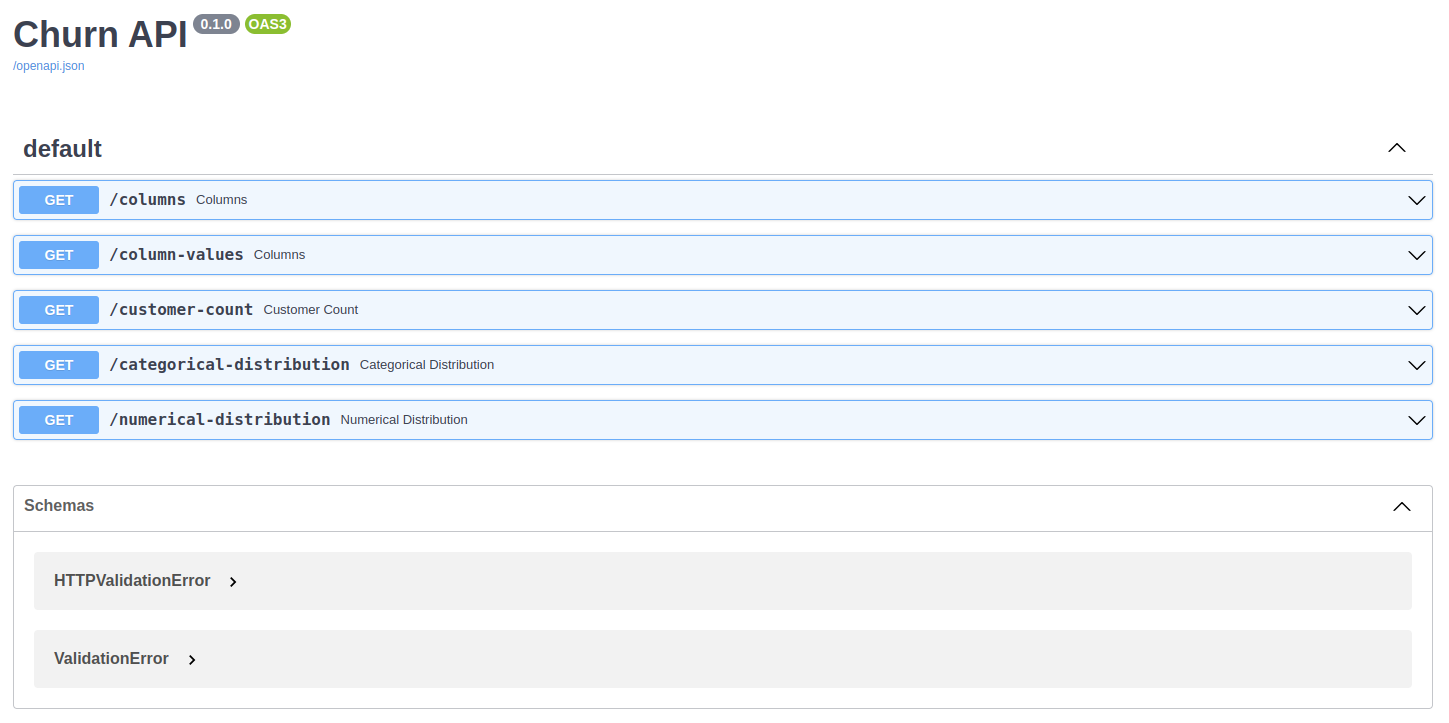 Churn API 0.1.0 OAS3
/openapi.json
default
GET /columns Columns
GET /column-values Columns
GET /customer-count Customer Count
GET /categorical-distribution Categorical Distribution
GET /numerical-distribution Numerical Distribution
Schemas
HTTPValidationError
ValidationError